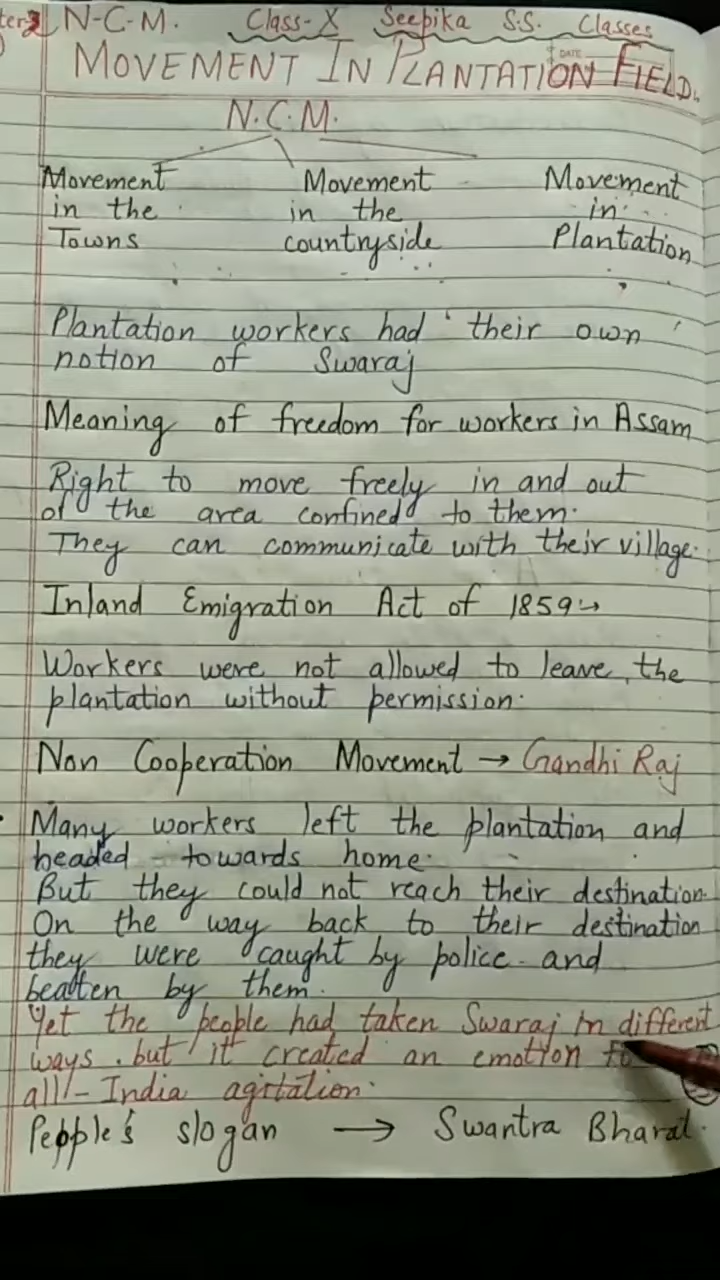 ter-3 N-C-M. Class-X Seepika S.S. Classes
MOVEMENT IN PLANTATION FIELD.
DATE
N.C.M.
Movement in the Towns
Movement in the countryside
Movement in Plantation
Plantation workers had their own
notion of Swaraj
Meaning of freedom for workers in Assam
Right to move freely in and out
of the area confined to them.
They can communicate with their village.
Inland Emigration Act of 1859→
Workers were not allowed to leave the
plantation without permission.
Non Cooperation Movement → Gandhi Raj
Many workers left the plantation and
headed towards home.
But they could not reach their destination.
On the way back to their destination
they were caught by police and
beaten by them.
Yet the people had taken Swaraj in different
ways. but it created an emotion
all-India agitation.
People's slogan → Swantra Bharat.